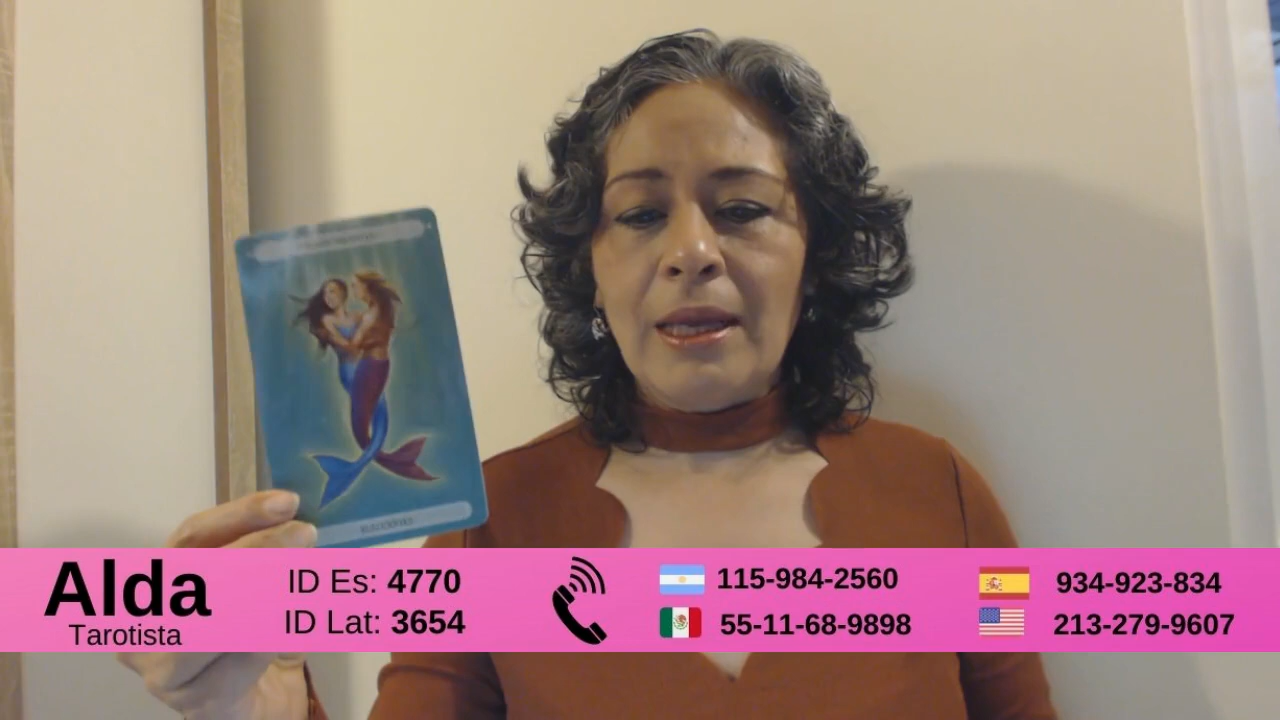 Alda
Tarotista
ID Es: 4770
ID Lat: 3654
115-984-2560
55-11-68-9898
934-923-834
213-279-9607